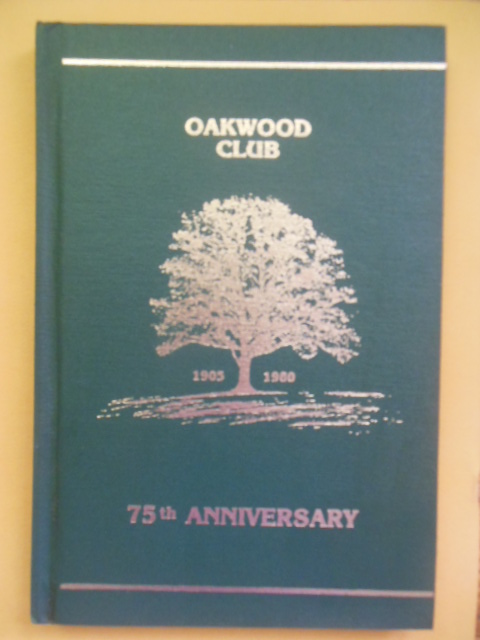 OAKWOOD
CLUB
1905 1980
75th ANNIVERSARY